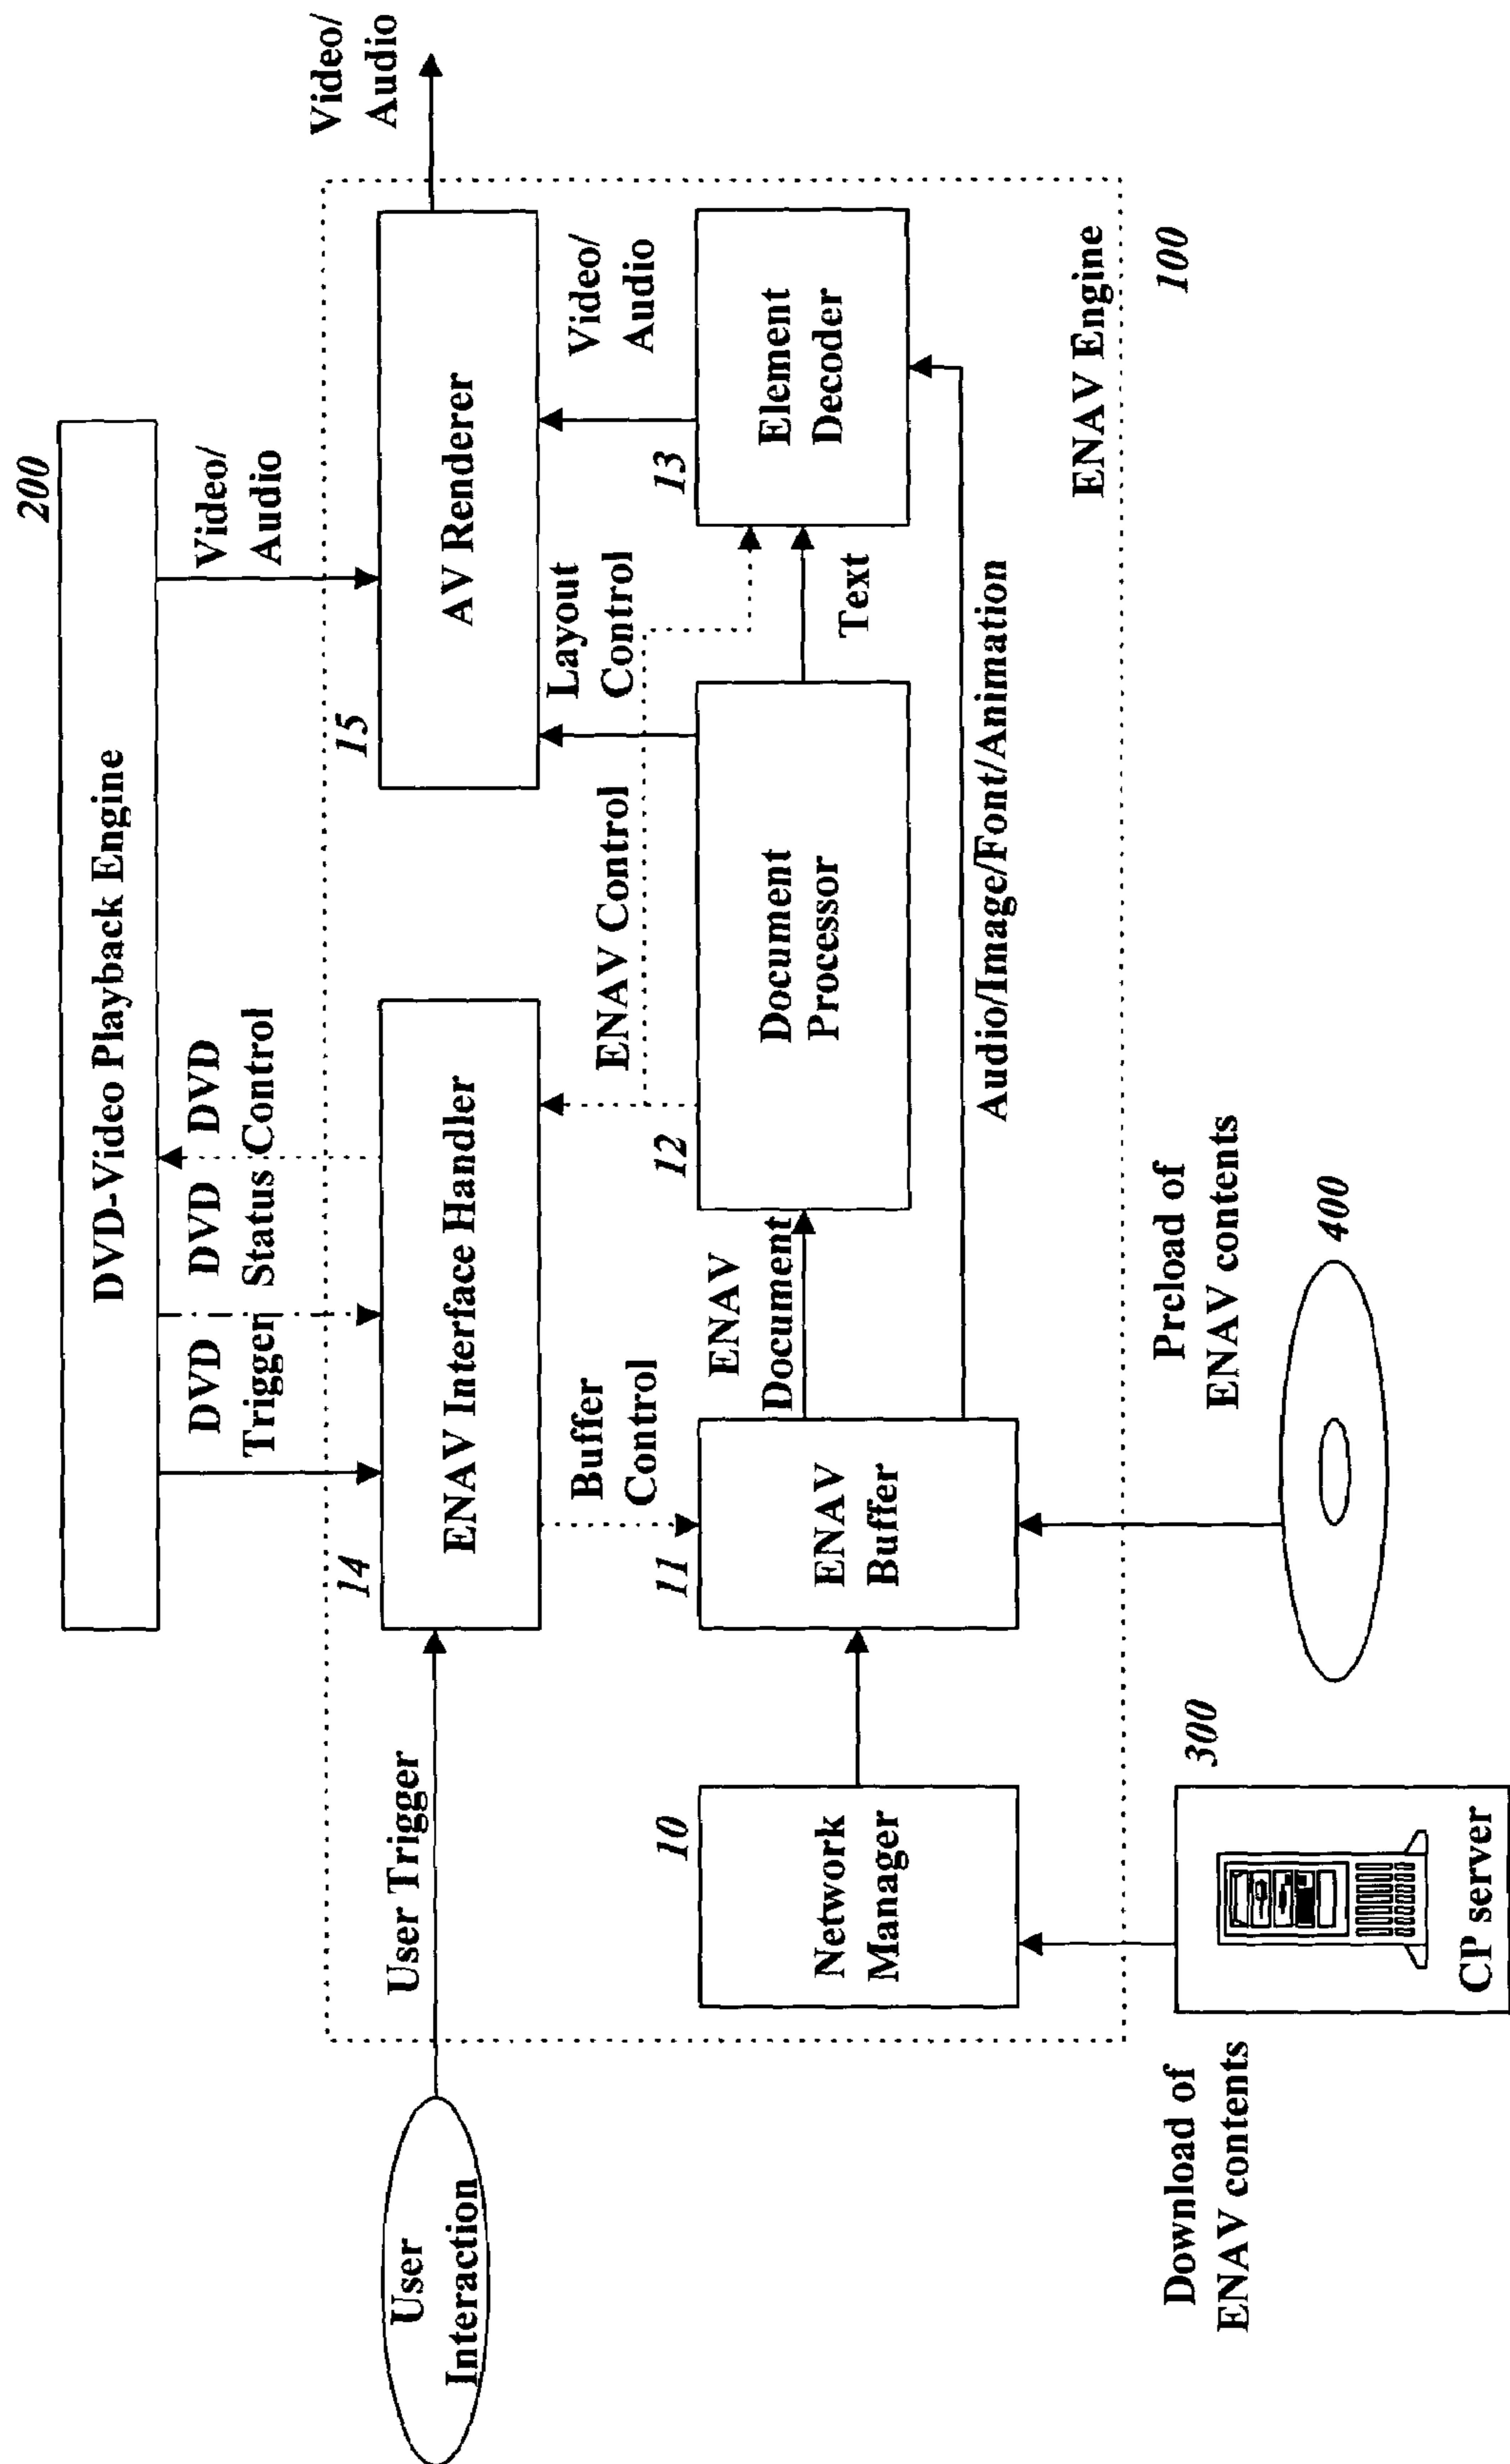 200
DVD-Video Playback Engine
DVD
Trigger
DVD
Status
DVD
Control
Video/
Audio
Video/
Audio
User
Interaction
User Trigger
14
ENAV Interface Handler
15
AV Renderer
Buffer
Control
ENAV Control
Layout
Control
Video/
Audio
10
Network
Manager
11
ENAV
Buffer
ENAV
Document
12
Document
Processor
Text
13
Element
Decoder
Audio/Image/Font/Animation
ENAV Engine
100
Download of
ENAV contents
300
CP server
Preload of
ENAV contents
400